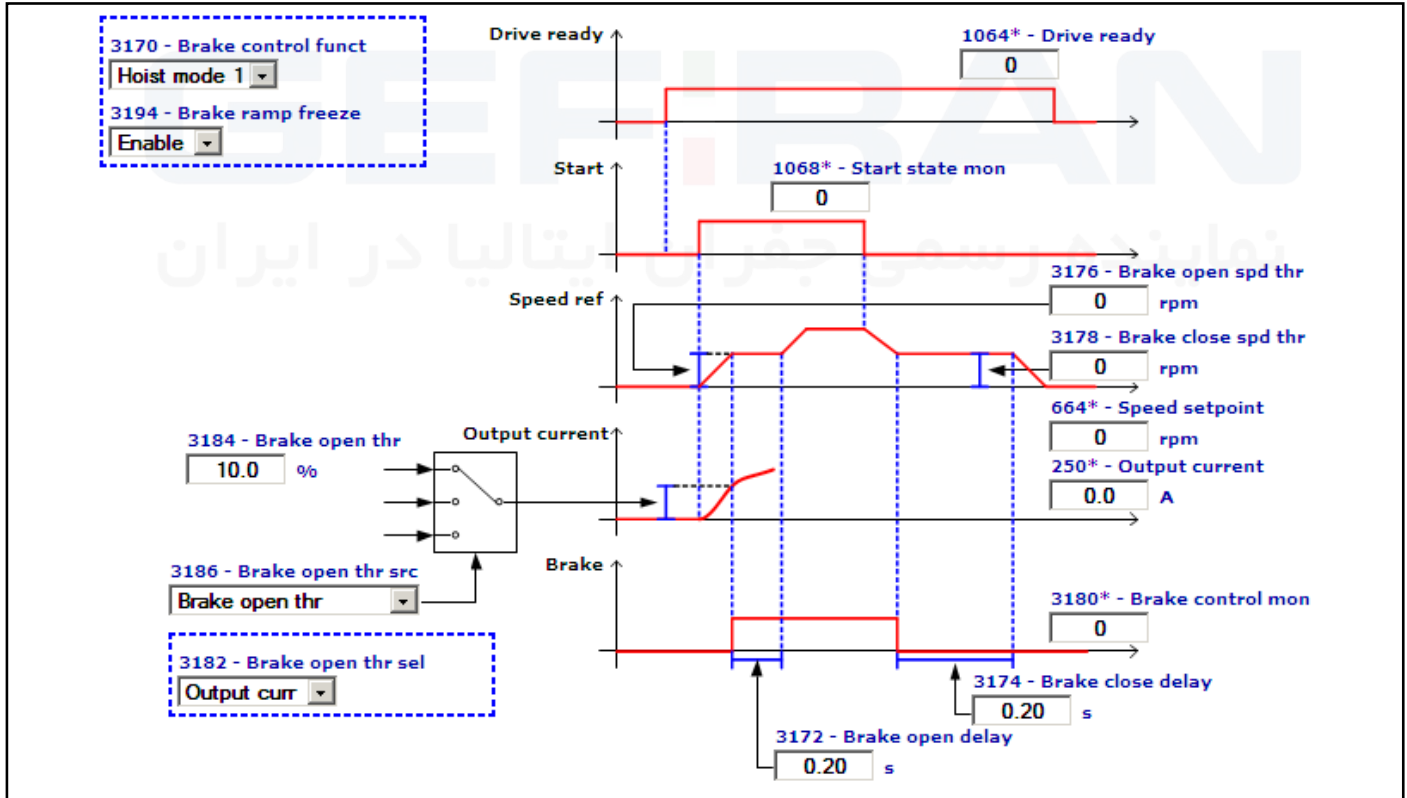 GEFRAN
نماینده رسمی جفران ایتالیا در ایران
3170 - Brake control funct
Hoist mode 1
3194 - Brake ramp freeze
Enable
Drive ready
1064* - Drive ready
0
Start
1068* - Start state mon
0
Speed ref
3176 - Brake open spd thr
0 rpm
3178 - Brake close spd thr
0 rpm
664* - Speed setpoint
0 rpm
Output current
250* - Output current
0.0 A
3184 - Brake open thr
10.0 %
3186 - Brake open thr src
Brake open thr
3182 - Brake open thr sel
Output curr
Brake
3180* - Brake control mon
0
3174 - Brake close delay
0.20 s
3172 - Brake open delay
0.20 s